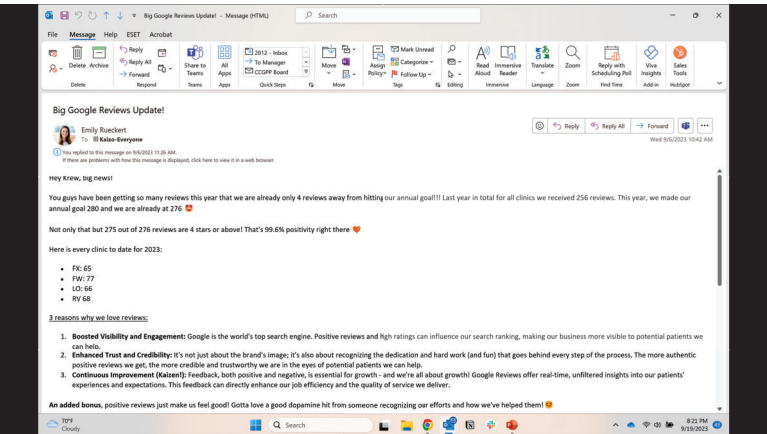 Big Google Reviews Update! - Message (HTML)
Search
File Message Help ESET Acrobat
Delete Archive
Reply
Reply All
Forward
Share to Teams
All Apps
2012 - Inbox
To Manager
CCGPP Board
Move
Assign Policy
Mark Unread
Categorize
Follow Up
Read Aloud
Immersive Reader
Translate
Zoom
Reply with Scheduling Poll
Viva Insights
Sales Tools
Delete Respond Teams Apps Quick Steps Move Tags Editing Immersive Language Zoom Find Time Add-in HubSpot
Big Google Reviews Update!
Emily Rueckert
To Kaizo-Everyone
Reply Reply All Forward
Wed 9/6/2023 10:42 AM
You replied to this message on 9/6/2023 11:26 AM.
If there are problems with how this message is displayed, click here to view it in a web browser.
Hey Krew, big news!
You guys have been getting so many reviews this year that we are already only 4 reviews away from hitting our annual goal!!! Last year in total for all clinics we received 256 reviews. This year, we made our
annual goal 280 and we are already at 276 😍
Not only that but 275 out of 276 reviews are 4 stars or above! That's 99.6% positivity right there 🧡
Here is every clinic to date for 2023:
• FX: 65
• FW: 77
• LO: 66
• RV 68
3 reasons why we love reviews:
1. Boosted Visibility and Engagement: Google is the world's top search engine. Positive reviews and high ratings can influence our search ranking, making our business more visible to potential patients we
can help.
2. Enhanced Trust and Credibility: It's not just about the brand's image; it's also about recognizing the dedication and hard work (and fun) that goes behind every step of the process. The more authentic
positive reviews we get, the more credible and trustworthy we are in the eyes of potential patients we can help.
3. Continuous Improvement (Kaizen!): Feedback, both positive and negative, is essential for growth - and we're all about growth! Google Reviews offer real-time, unfiltered insights into our patients'
experiences and expectations. This feedback can directly enhance our job efficiency and the quality of service we deliver.
An added bonus, positive reviews just make us feel good! Gotta love a good dopamine hit from someone recognizing our efforts and how we've helped them! 😊
70°F
Cloudy
Search
8:21 PM
9/19/2023